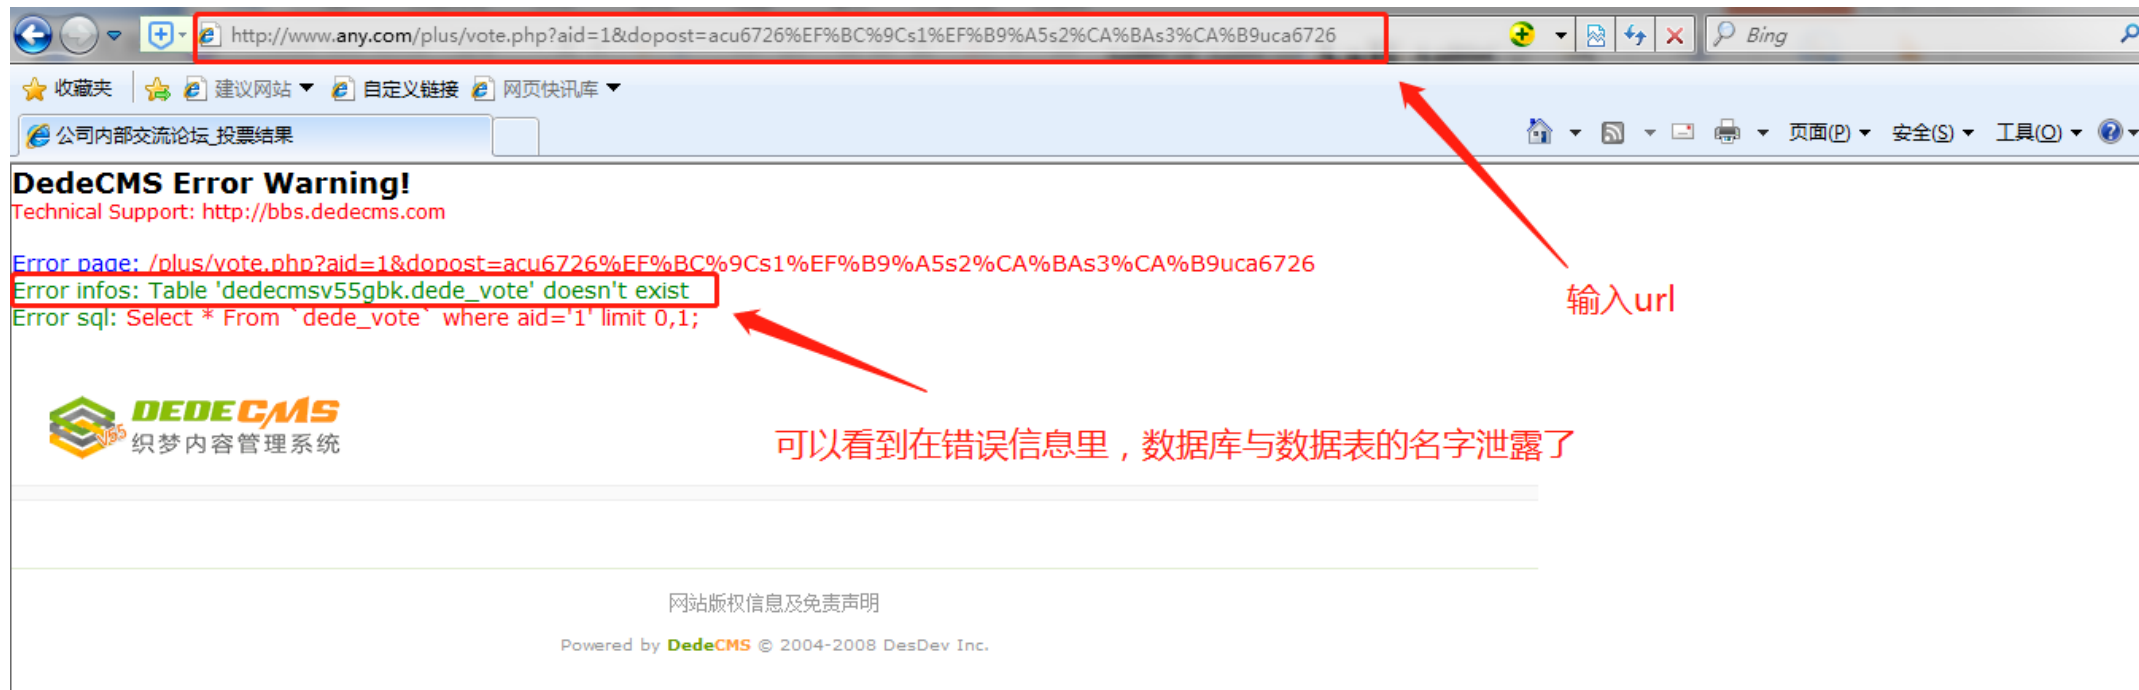 http://www.any.com/plus/vote.php?aid=1&dopost=acu6726%EF%BC%9Cs1%EF%B9%A5s2%CA%BAs3%CA%B9uca6726
Bing
收藏夹 建议网站 自定义链接 网页快讯库
公司内部交流论坛_投票结果
页面(P) 安全(S) 工具(O)
DedeCMS Error Warning!
Technical Support: http://bbs.dedecms.com
Error page: /plus/vote.php?aid=1&dopost=acu6726%EF%BC%9Cs1%EF%B9%A5s2%CA%BAs3%CA%B9uca6726
Error infos: Table 'dedecmsv55gbk.dede_vote' doesn't exist
Error sql: Select * From `dede_vote` where aid='1' limit 0,1;
输入url
可以看到在错误信息里，数据库与数据表的名字泄露了
DEDECMS
V55
织梦内容管理系统
网站版权信息及免责声明
Powered by DedeCMS © 2004-2008 DesDev Inc.